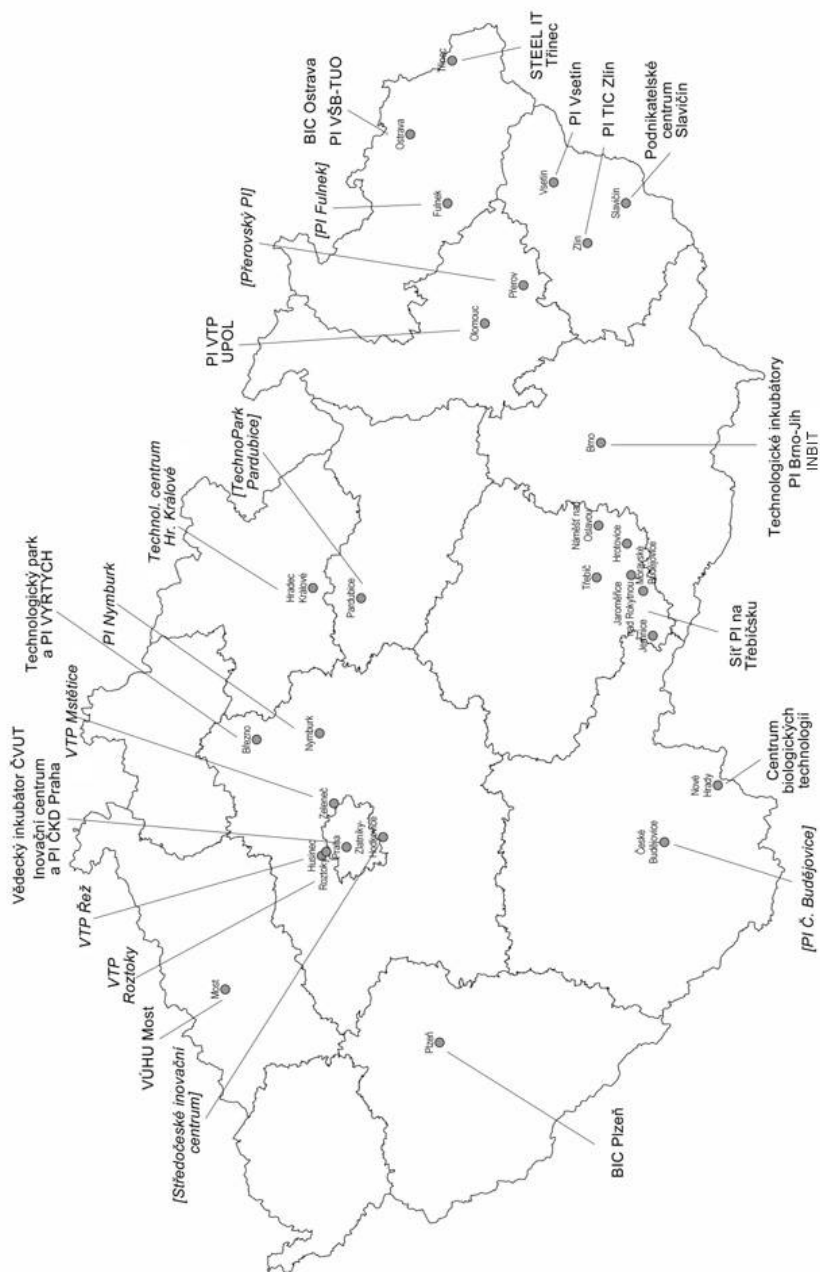 Vědecký inkubátor ČVUT
Inovační centrum
a PI ČKD Praha
VTP Mstětice
Technologický park
a PI VYRTYCH
PI Nymburk
Technol. centrum
Hr. Králové
[TechnoPark
Pardubice]
PI VTP
UPOL
[Přerovský PI]
[PI Fulnek]
BIC Ostrava
PI VŠB-TUO
STEEL IT
Třinec
PI Vsetín
PI TIC Zlín
Podnikatelské
centrum
Slavičín
Technologické inkubátory
PI Brno-Jih
INBIT
Síť PI na
Třebíčsku
Centrum
biologických
technologií
[PI Č. Budějovice]
BIC Plzeň
[Středočeské inovační
centrum]
VÚHU Most
VTP
Roztoky
VTP Řež
Most
Husinec
Roztoky
Praha
Zlatníky-
Hodkovice
Zeleneč
Březno
Nymburk
Hradec
Králové
Pardubice
Olomouc
Přerov
Fulnek
Ostrava
Třinec
Vsetín
Zlín
Slavičín
Brno
Náměšť nad
Oslavou
Hrotovice
Třebíč
Moravské
Budějovice
Jaroměřice
nad Rokytnou
Jemnice
Nové
Hrady
České
Budějovice
Plzeň